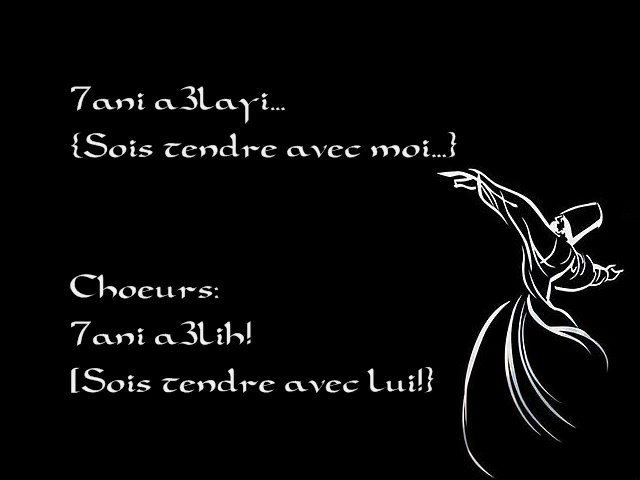 7ani a3layi...
{Sois tendre avec moi...}
Choeurs:
7ani a3lih!
[Sois tendre avec lui!}